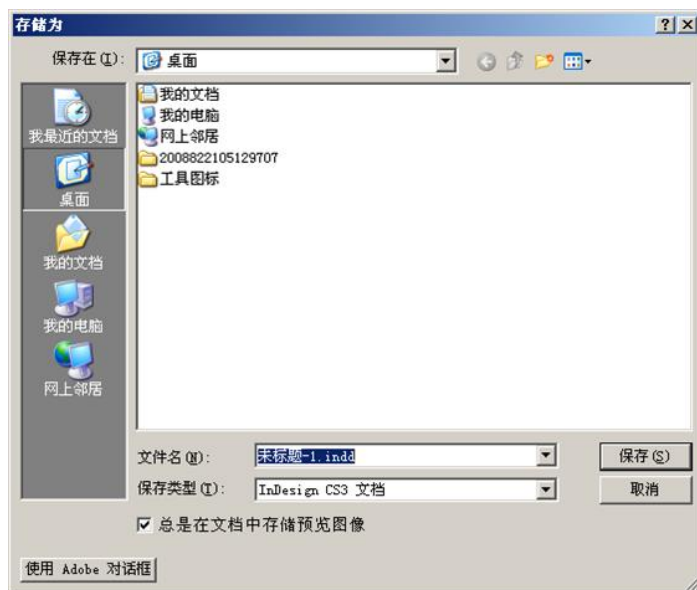 存储为
保存在(I):
桌面
我最近的文档
桌面
我的文档
我的电脑
网上邻居
我的文档
我的电脑
网上邻居
2008822105129707
工具图标
文件名(N):
未标题-1.indd
保存(S)
保存类型(T):
InDesign CS3 文档
取消
总是在文档中存储预览图像
使用 Adobe 对话框